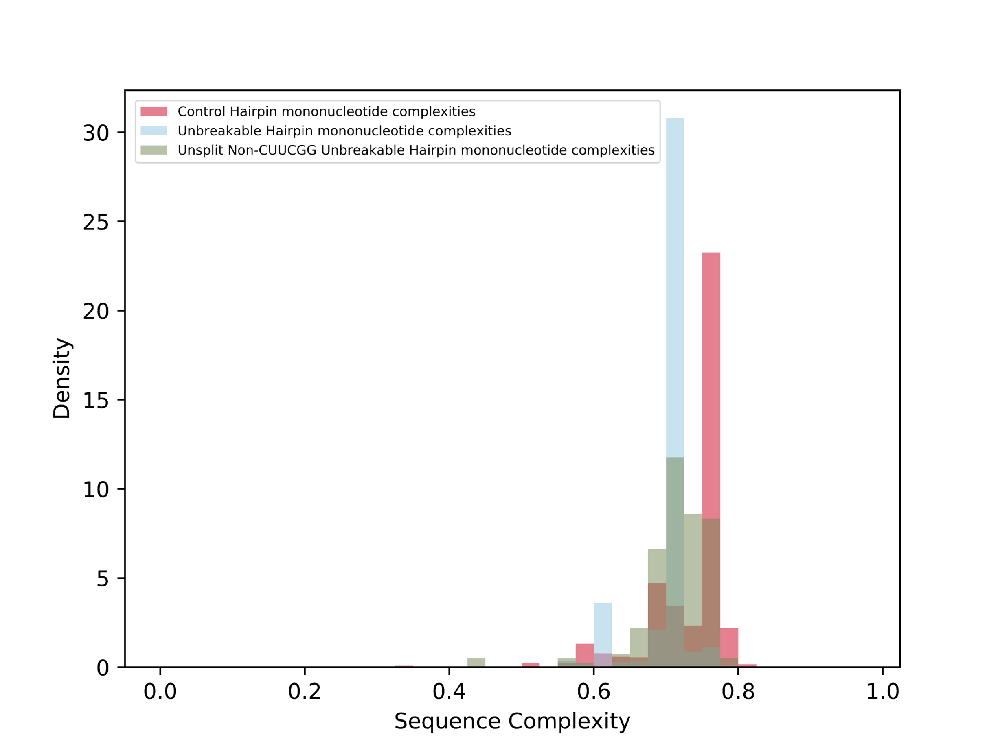 Control Hairpin mononucleotide complexities
Unbreakable Hairpin mononucleotide complexities
Unsplit Non-CUUCGG Unbreakable Hairpin mononucleotide complexities
30
25
20
15
10
5
0
Density
0.0 0.2 0.4 0.6 0.8 1.0
Sequence Complexity